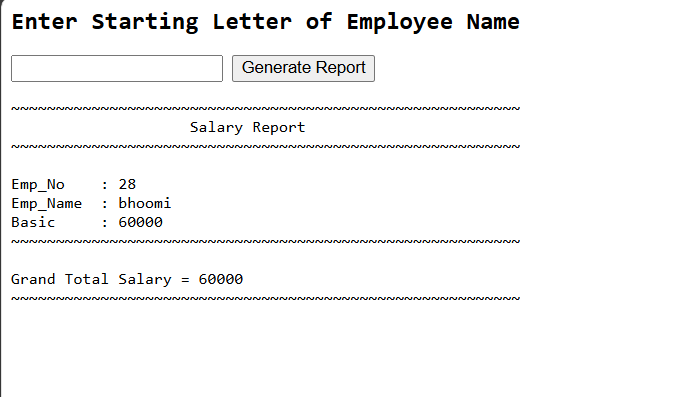 Enter Starting Letter of Employee Name
Generate Report
~~~~~~~~~~~~~~~~~~~~~~~~~~~~~~~~~~~~~~~~~~~~~~~~~~~~~~~~~
Salary Report
~~~~~~~~~~~~~~~~~~~~~~~~~~~~~~~~~~~~~~~~~~~~~~~~~~~~~~~~~
Emp_No    : 28
Emp_Name  : bhoomi
Basic     : 60000
~~~~~~~~~~~~~~~~~~~~~~~~~~~~~~~~~~~~~~~~~~~~~~~~~~~~~~~~~
Grand Total Salary = 60000
~~~~~~~~~~~~~~~~~~~~~~~~~~~~~~~~~~~~~~~~~~~~~~~~~~~~~~~~~